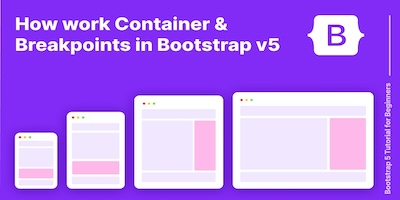 How work Container &
Breakpoints in Bootstrap v5
B
Bootstrap 5 Tutorial for Beginners